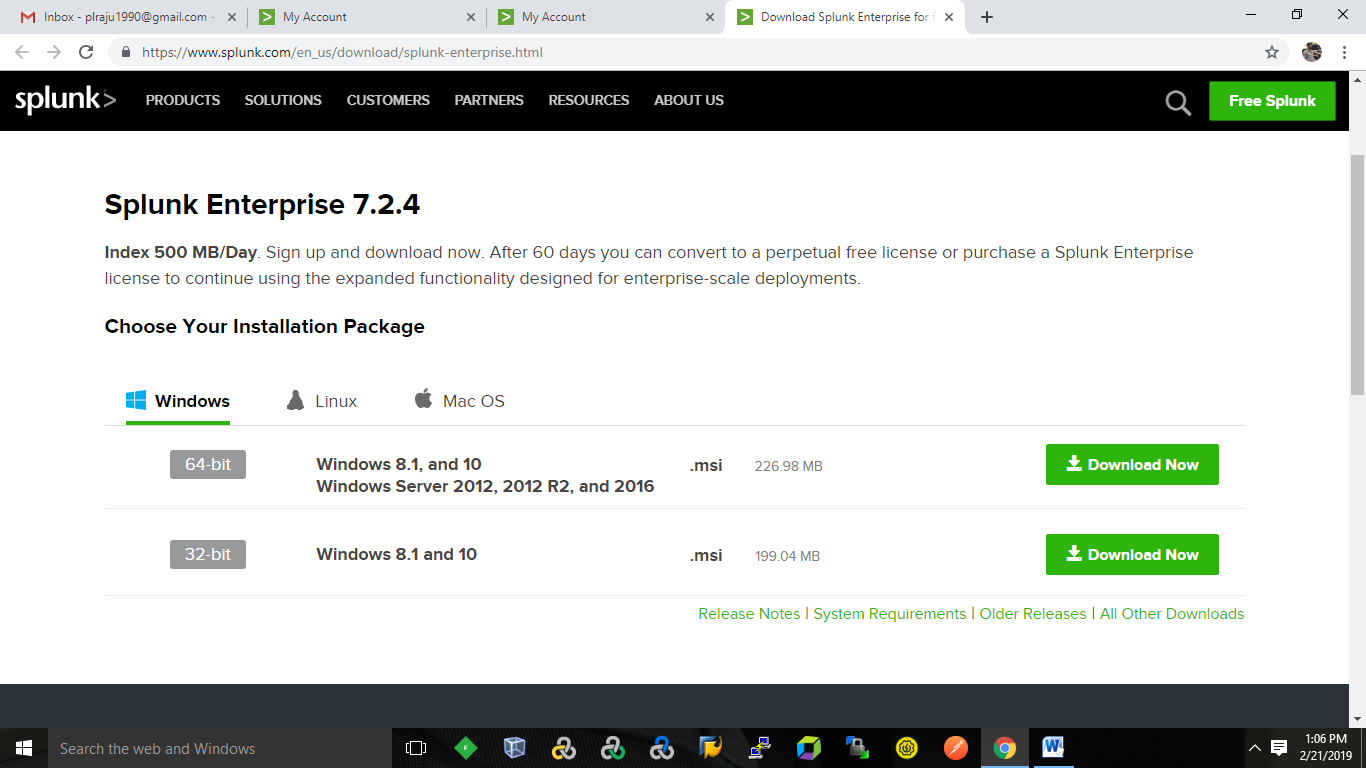 Inbox - plraju1990@gmail.com -
My Account
My Account
Download Splunk Enterprise for f
https://www.splunk.com/en_us/download/splunk-enterprise.html
splunk>
PRODUCTS SOLUTIONS CUSTOMERS PARTNERS RESOURCES ABOUT US
Free Splunk
Splunk Enterprise 7.2.4
Index 500 MB/Day. Sign up and download now. After 60 days you can convert to a perpetual free license or purchase a Splunk Enterprise
license to continue using the expanded functionality designed for enterprise-scale deployments.
Choose Your Installation Package
Windows Linux Mac OS
64-bit
Windows 8.1, and 10
Windows Server 2012, 2012 R2, and 2016
.msi 226.98 MB
Download Now
32-bit
Windows 8.1 and 10
.msi 199.04 MB
Download Now
Release Notes | System Requirements | Older Releases | All Other Downloads
Search the web and Windows
1:06 PM
2/21/2019